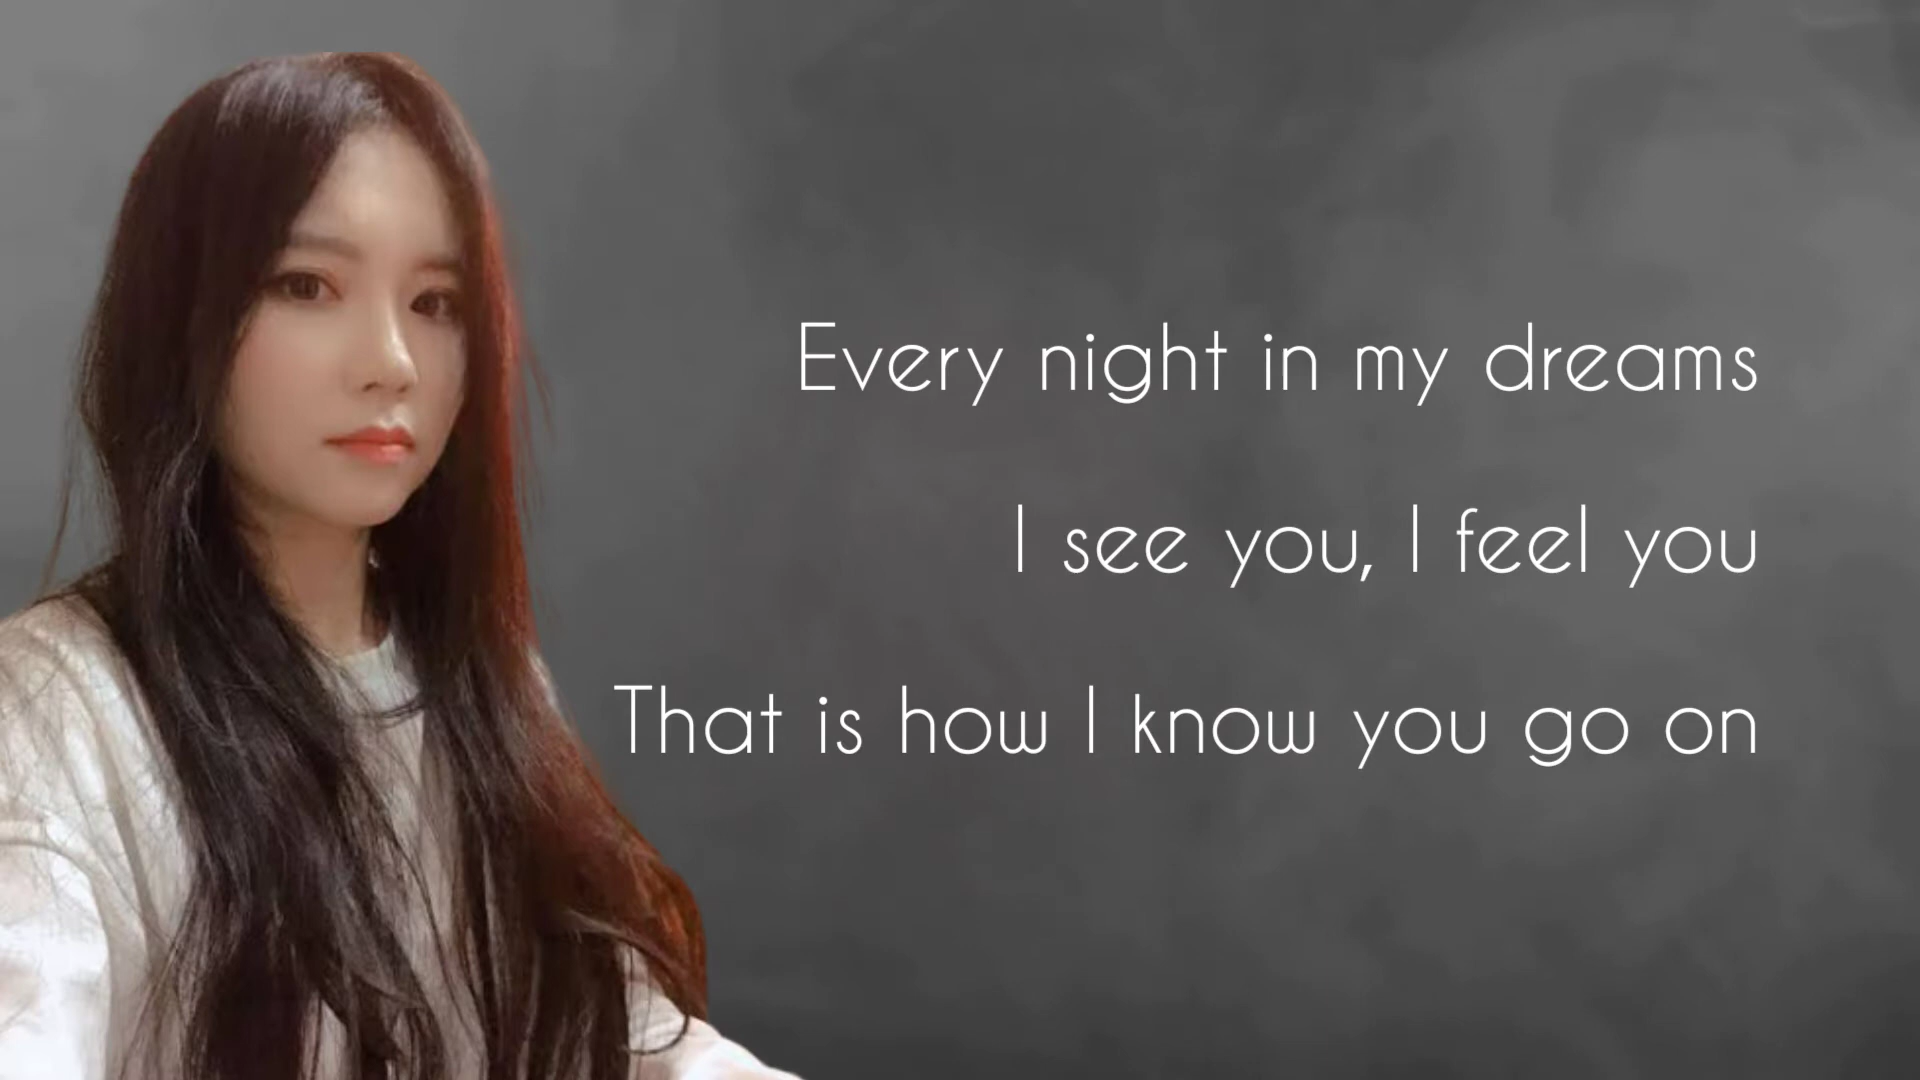 Every night in my dreams
I see you, I feel you
That is how I know you go on